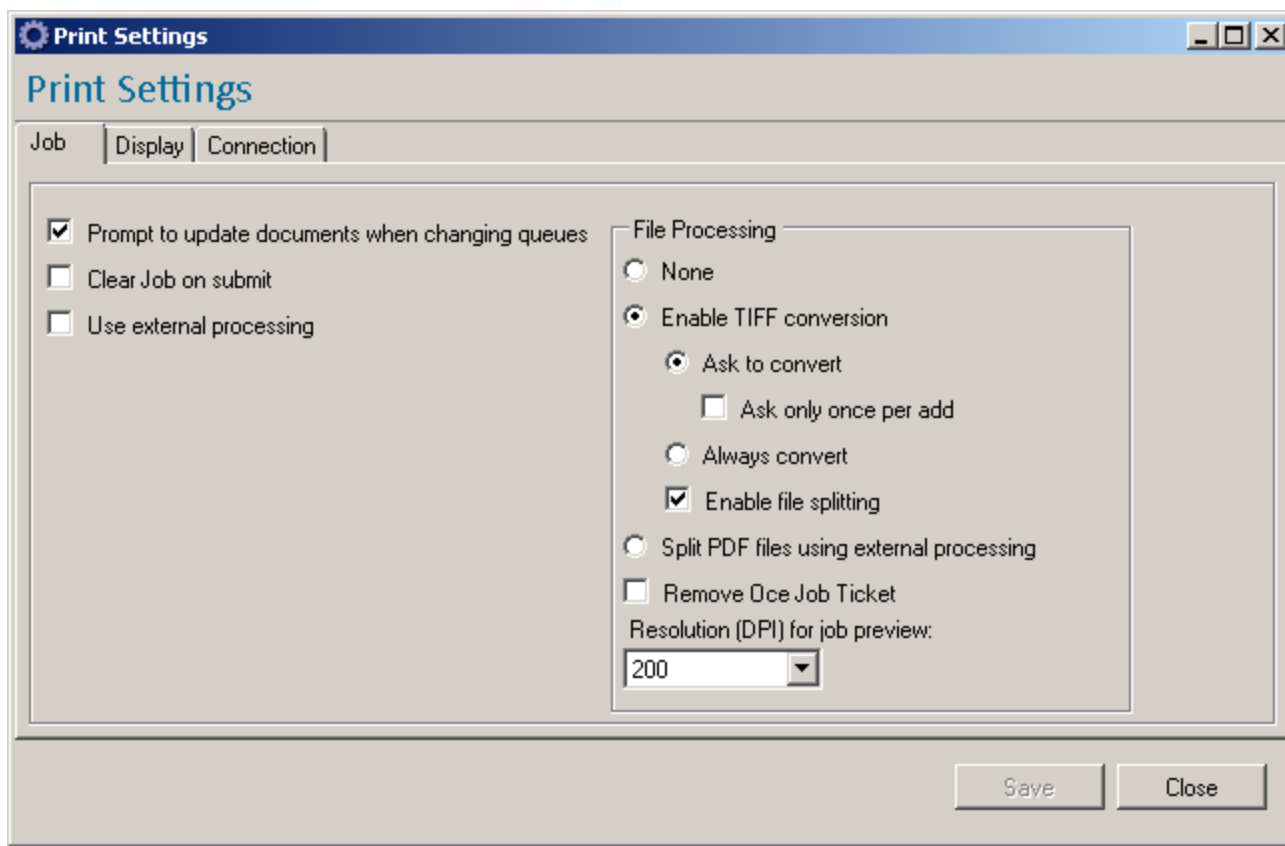 Print Settings
Print Settings
Job Display Connection
Prompt to update documents when changing queues
Clear Job on submit
Use external processing
File Processing
None
Enable TIFF conversion
Ask to convert
Ask only once per add
Always convert
Enable file splitting
Split PDF files using external processing
Remove Oce Job Ticket
Resolution (DPI) for job preview:
200
Save Close